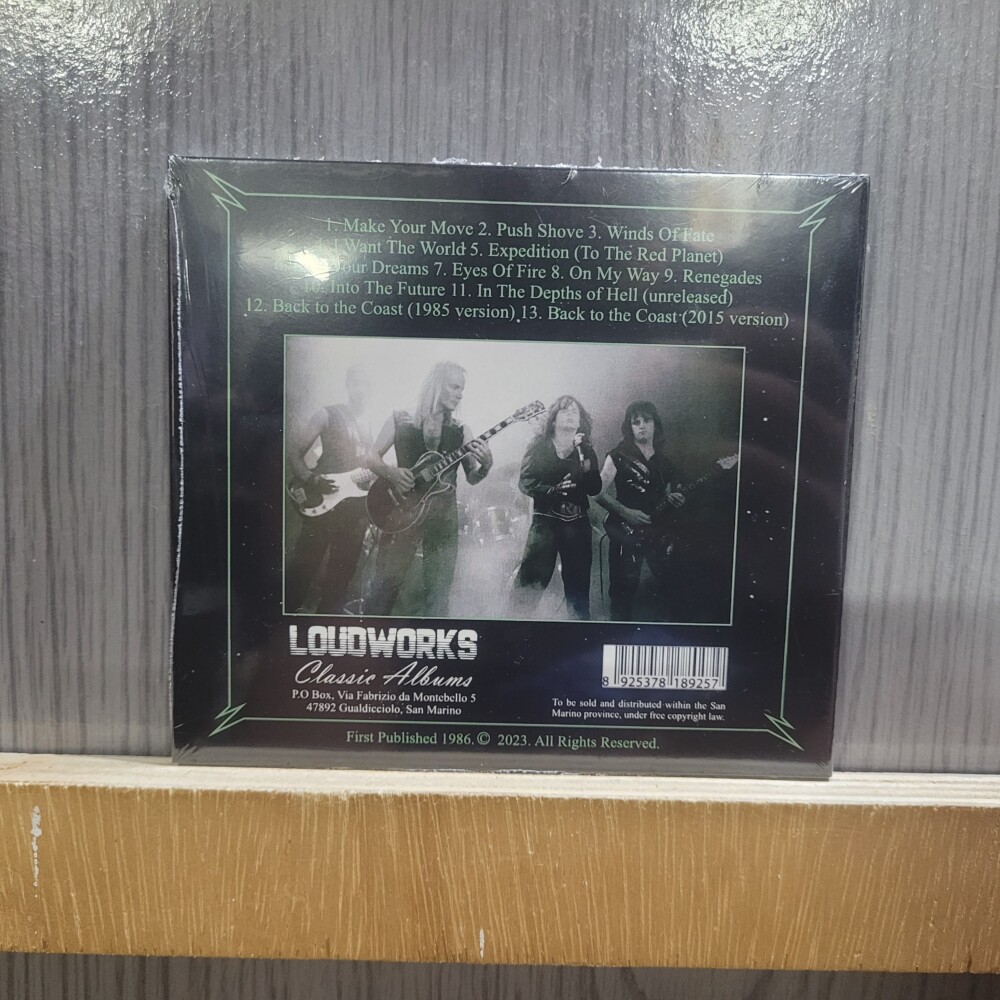 1. Make Your Move 2. Push Shove 3. Winds Of Fate
I Want The World 5. Expedition (To The Red Planet)
Your Dreams 7. Eyes Of Fire 8. On My Way 9. Renegades
10. Into The Future 11. In The Depths of Hell (unreleased)
12. Back to the Coast (1985 version) 13. Back to the Coast (2015 version)
LOUDWORKS
Classic Albums
P.O Box, Via Fabrizio da Montebello 5
47892 Gualdicciolo, San Marino
8 925378 189257
To be sold and distributed within the San
Marino province, under free copyright law.
First Published 1986. © 2023. All Rights Reserved.